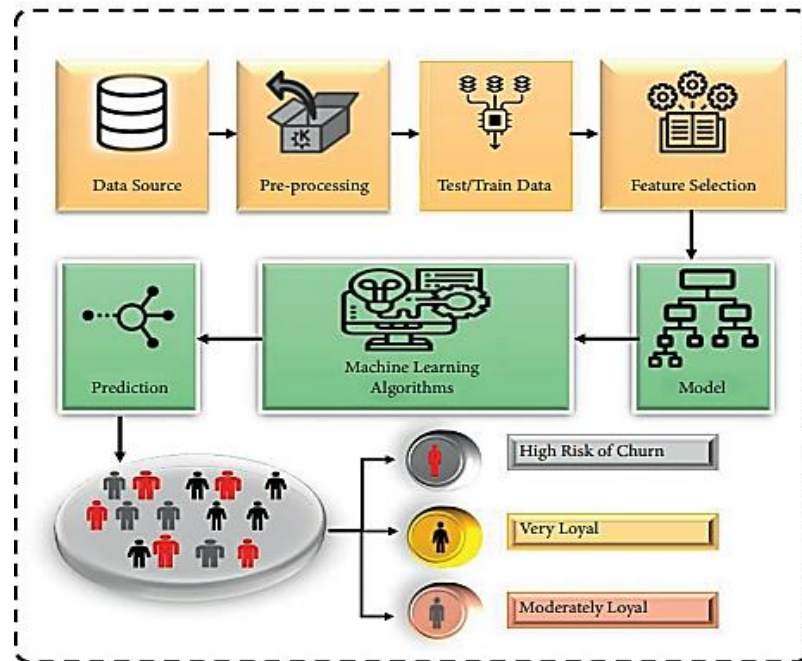 Data Source
Pre-processing
Test/Train Data
Feature Selection
Prediction
Machine Learning
Algorithms
Model
High Risk of Churn
Very Loyal
Moderately Loyal